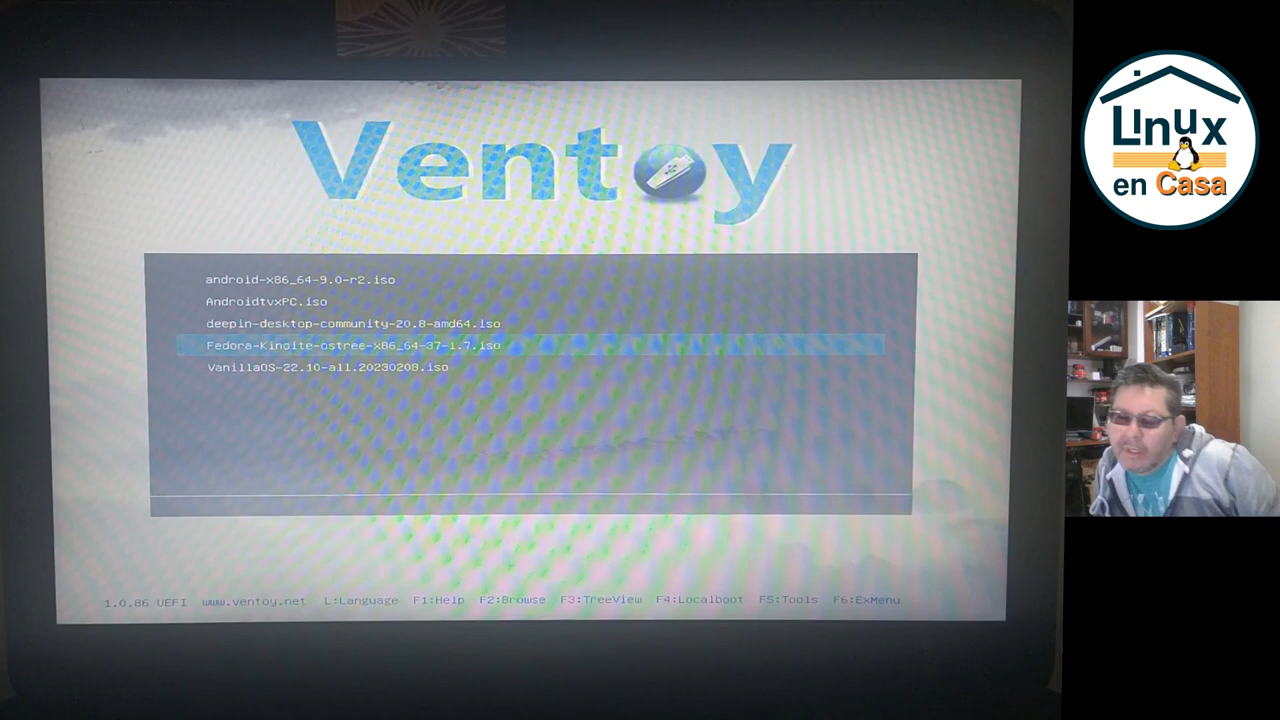 Ventoy
android-x86_64-9.0-r2.iso
AndroidtvxPC.iso
deepin-desktop-community-20.8-amd64.iso
Fedora-Kinoite-ostree-x86_64-37-1.7.iso
VanillaOS-22.10-all.20230208.iso
1.0.86 UEFI www.ventoy.net L:Language F1:Help F2:Browse F3:TreeView F4:Localboot F5:Tools F6:ExMenu
Linux
en Casa